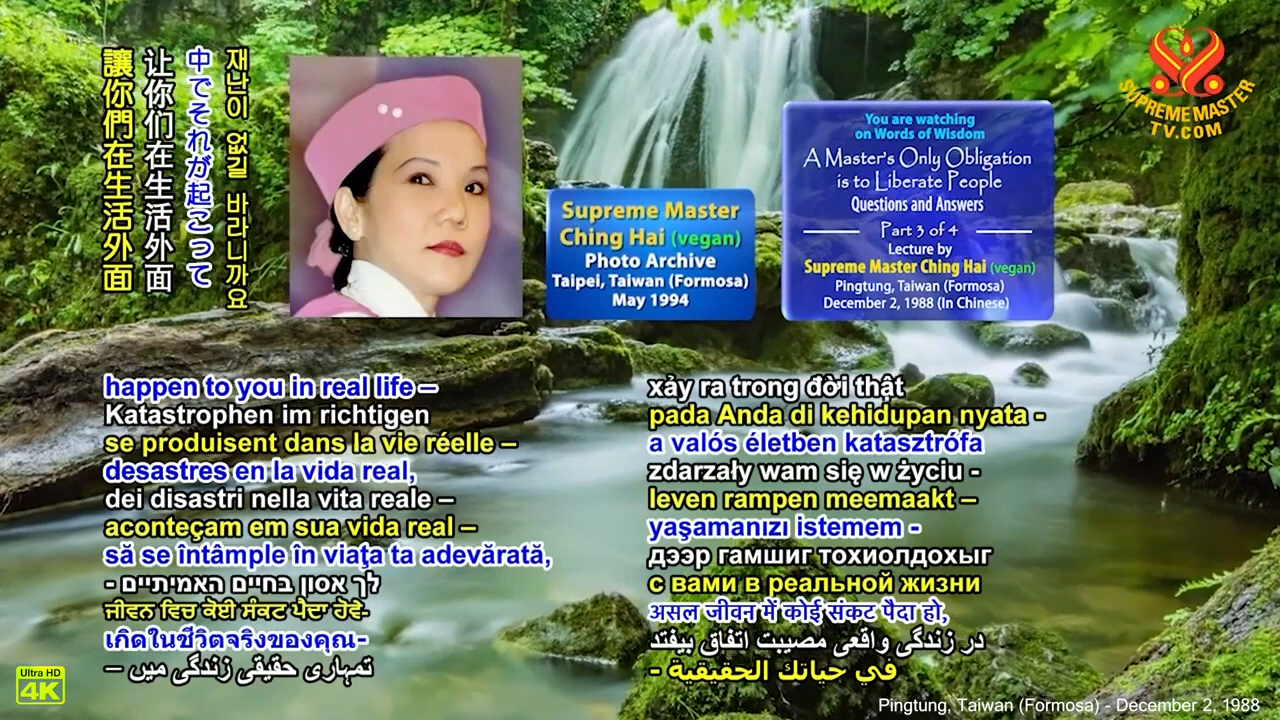 讓你們在生活外面
让你们在生活外面
中でそれが起こって
재난이 없길 바라니까요
SUPREME MASTER
TV.COM
You are watching
on Words of Wisdom
A Master's Only Obligation
is to Liberate People
Questions and Answers
Part 3 of 4
Lecture by
Supreme Master Ching Hai (vegan)
Pingtung, Taiwan (Formosa)
December 2, 1988 (In Chinese)
Supreme Master
Ching Hai (vegan)
Photo Archive
Taipei, Taiwan (Formosa)
May 1994
happen to you in real life –
Katastrophen im richtigen
se produisent dans la vie réelle –
desastres en la vida real,
dei disastri nella vita reale –
aconteçam em sua vida real –
să se întâmple în viaţa ta adevărată,
לך אסון בחיים האמיתיים -
ਜੀਵਨ ਵਿਚ ਕੋਈ ਸੰਕਟ ਪੈਦਾ ਹੋਵੇ-
เกิดในชีวิตจริงของคุณ-
تمہاری حقیقی زندگی میں –
xảy ra trong đời thật
pada Anda di kehidupan nyata -
a valós életben katasztrófa
zdarzały wam się w życiu -
leven rampen meemaakt –
yaşamanızı istemem -
дээр гамшиг тохиолдохыг
с вами в реальной жизни
असल जीवन में कोई संकट पैदा हो,
در زندگی واقعی مصیبت اتفاق بیفتد
في حياتك الحقيقية -
Ultra HD
4K
Pingtung, Taiwan (Formosa) - December 2, 1988